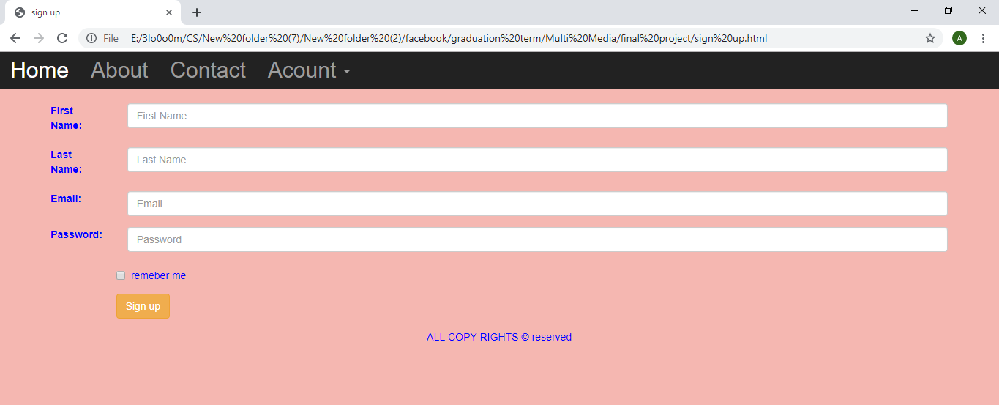 sign up
File E:/3lo0o0m/CS/New%20folder%20(7)/New%20folder%20(2)/facebook/graduation%20term/Multi%20Media/final%20project/sign%20up.html
A
Home About Contact Acount
First Name
First
Name:
Last Name
Last
Name:
Email: Email
Password: Password
remeber me
Sign up
ALL COPY RIGHTS © reserved